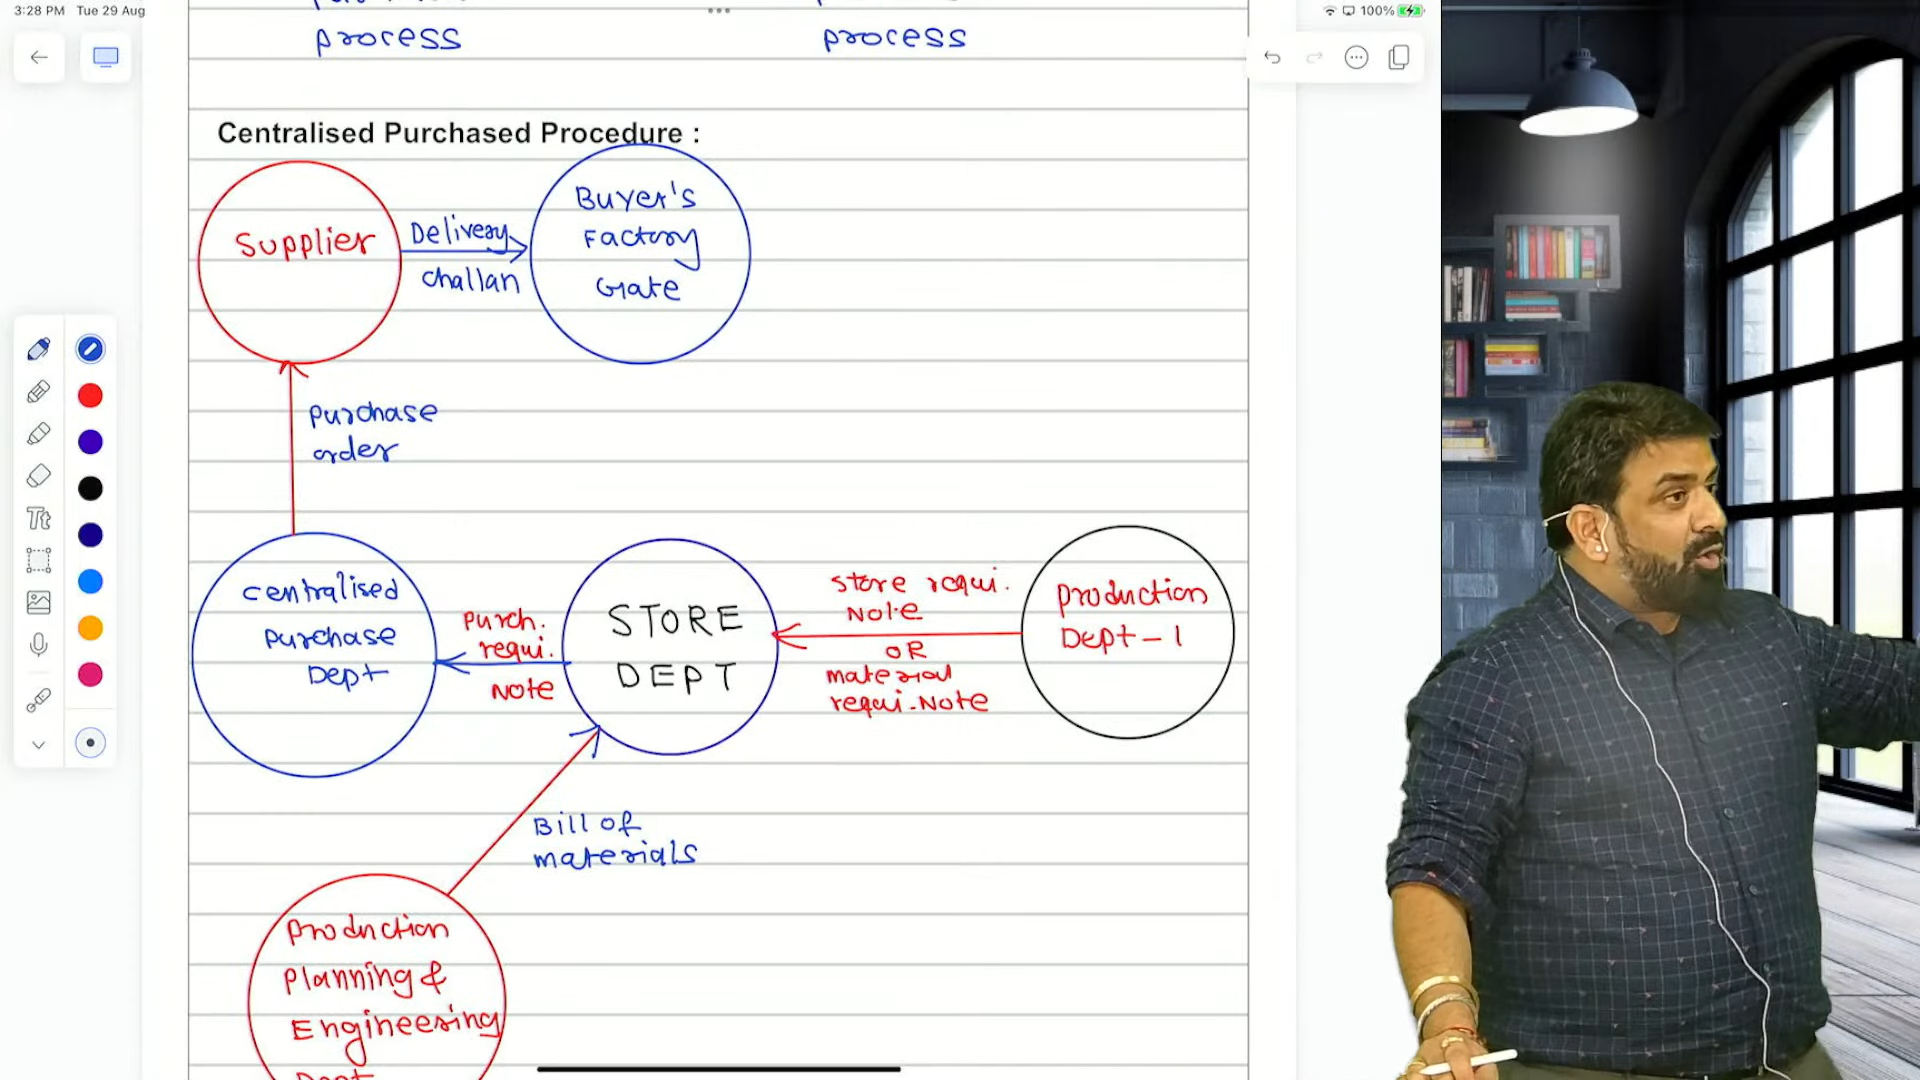 3:28 PM Tue 29 Aug
100%
process
process
Centralised Purchased Procedure :
Supplier
Delivery
challan
Buyer's
Factory
Gate
Purchase
order
centralised
purchase
Dept
Purch.
requi.
Note
STORE
DEPT
store requi.
Note
OR
material
requi. Note
Production
Dept - 1
Bill of
materials
Production
Planning &
Engineering
Tt